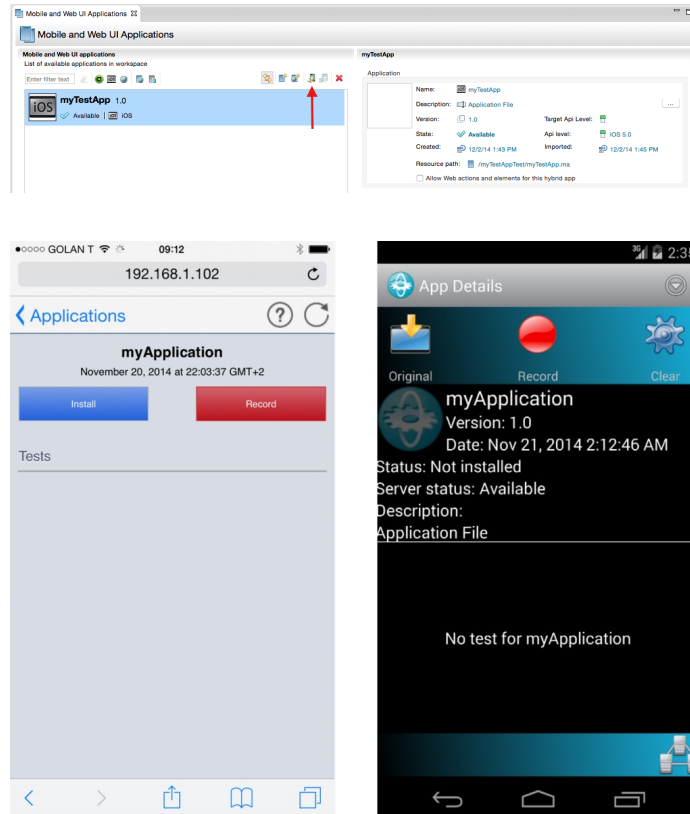 Mobile and Web UI Applications
Mobile and Web UI Applications
Mobile and Web UI applications
List of available applications in workspace
Enter filter text
iOS
myTestApp 1.0
Available | iOS
myTestApp
Application
Name: myTestApp
Description: Application File
...
Version: 1.0 Target Api Level:
State: Available Api level: iOS 5.0
Created: 12/2/14 1:43 PM Imported: 12/2/14 1:45 PM
Resource path: /myTestAppTest/myTestApp.ma
Allow Web actions and elements for this hybrid app
GOLAN T 09:12
192.168.1.102
Applications ?
myApplication
November 20, 2014 at 22:03:37 GMT+2
Install Record
Tests
3G 2:35
App Details
Original Record Clear
myApplication
Version: 1.0
Date: Nov 21, 2014 2:12:46 AM
Status: Not installed
Server status: Available
Description:
Application File
No test for myApplication